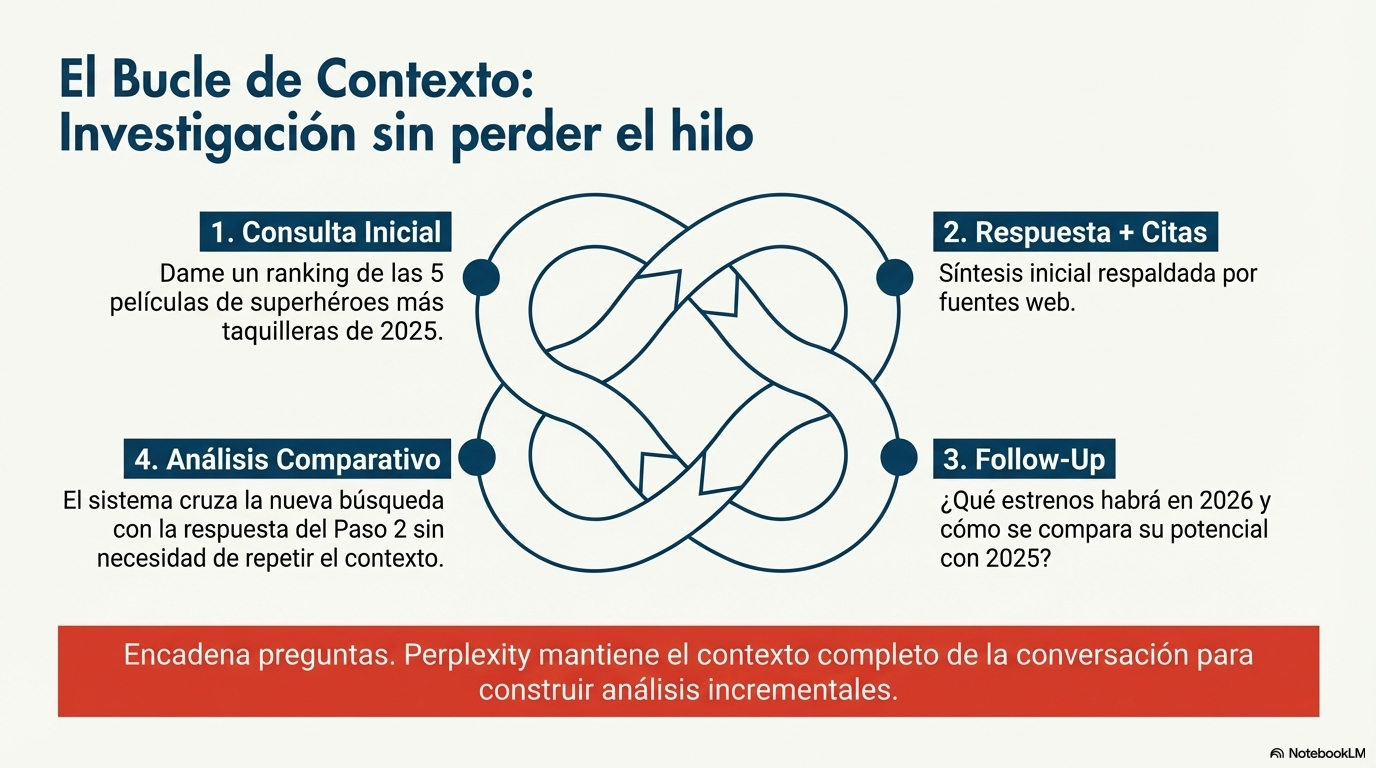 El Bucle de Contexto:
Investigación sin perder el hilo
1. Consulta Inicial
Dame un ranking de las 5
películas de superhéroes más
taquilleras de 2025.
2. Respuesta + Citas
Síntesis inicial respaldada por
fuentes web.
3. Follow-Up
¿Qué estrenos habrá en 2026 y
cómo se compara su potencial
con 2025?
4. Análisis Comparativo
El sistema cruza la nueva búsqueda
con la respuesta del Paso 2 sin
necesidad de repetir el contexto.
Encadena preguntas. Perplexity mantiene el contexto completo de la conversación para
construir análisis incrementales.
NotebookLM